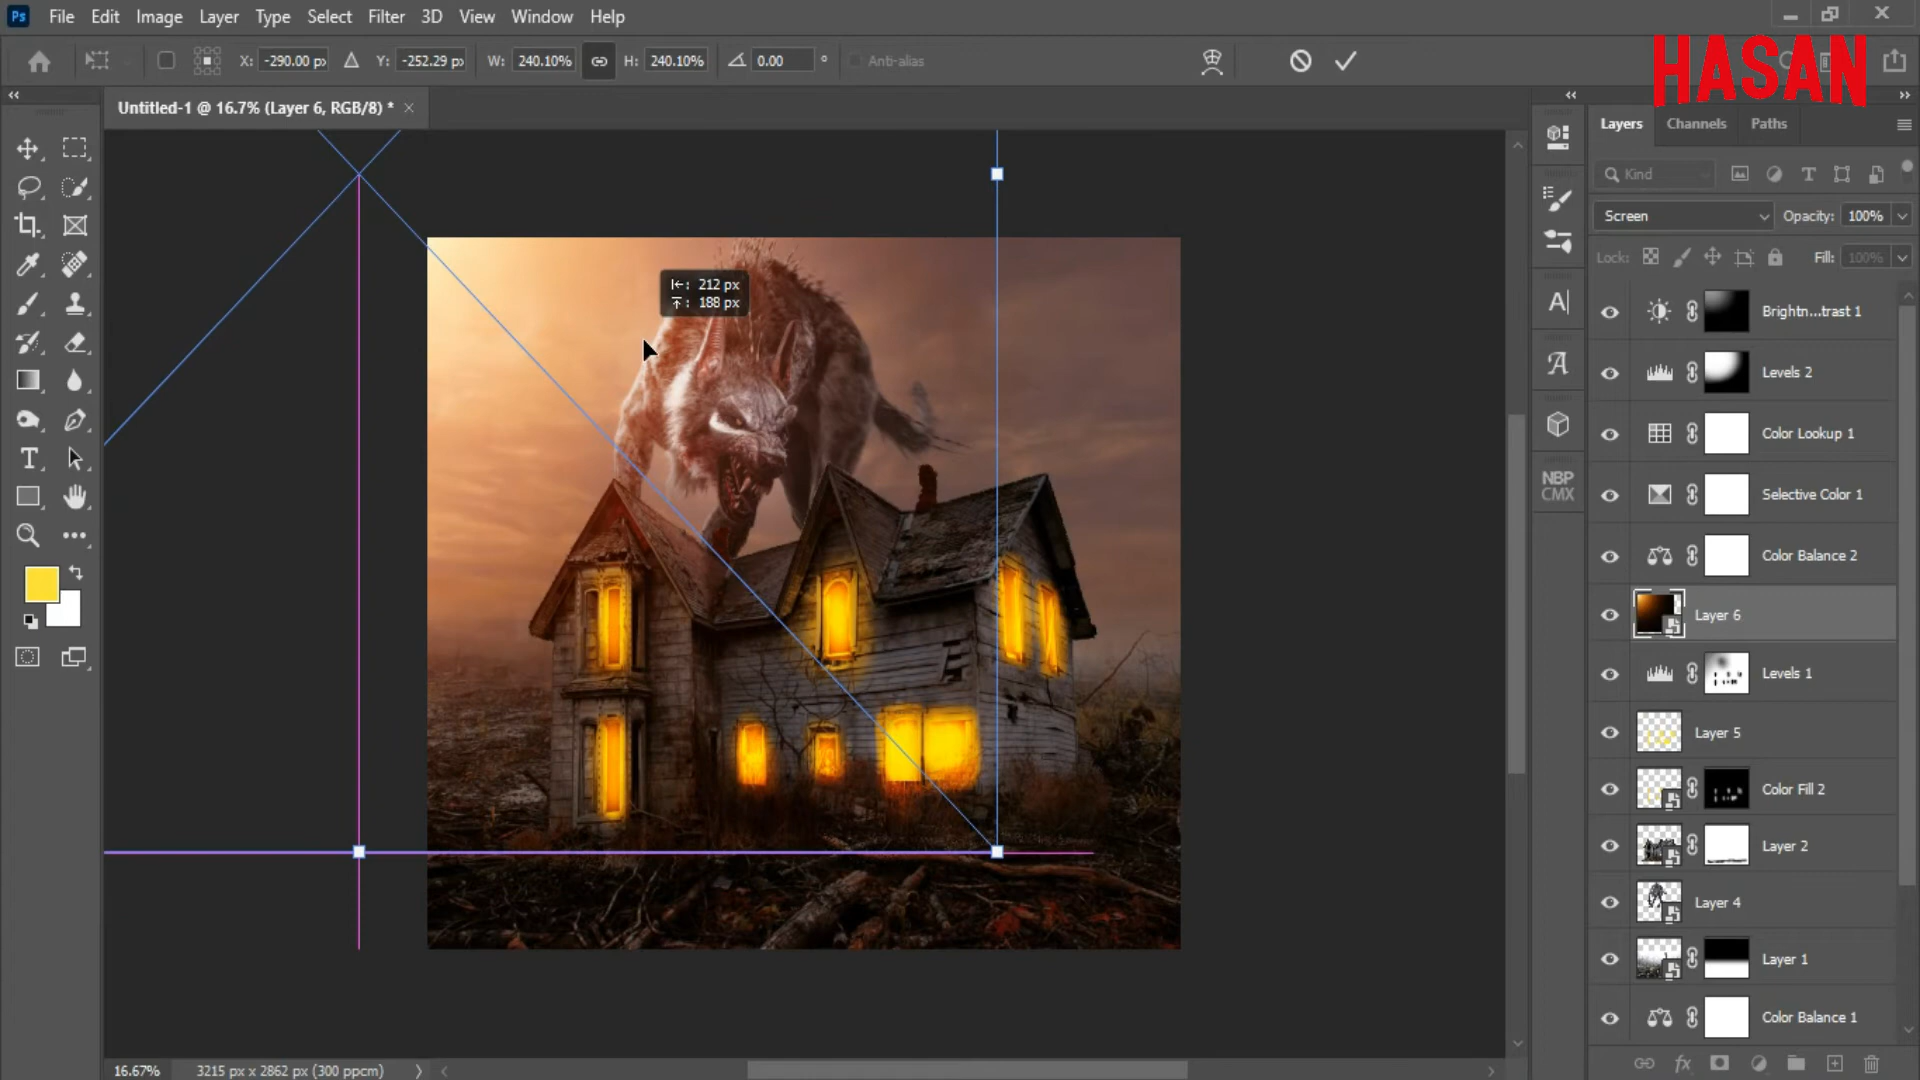 Ps File Edit Image Layer Type Select Filter 3D View Window Help
X: -290.00 px Y: -252.29 px W: 240.10% H: 240.10% 0.00 ° Anti-alias
HASAN
Untitled-1 @ 16.7% (Layer 6, RGB/8) * ×
Layers Channels Paths
Kind
Screen Opacity: 100%
Lock: Fill: 100%
212 px
188 px
Brightn...trast 1
Levels 2
Color Lookup 1
Selective Color 1
Color Balance 2
Layer 6
Levels 1
Layer 5
Color Fill 2
Layer 2
Layer 4
Layer 1
Color Balance 1
NBP
CMX
16.67% 3215 px x 2862 px (300 ppcm)